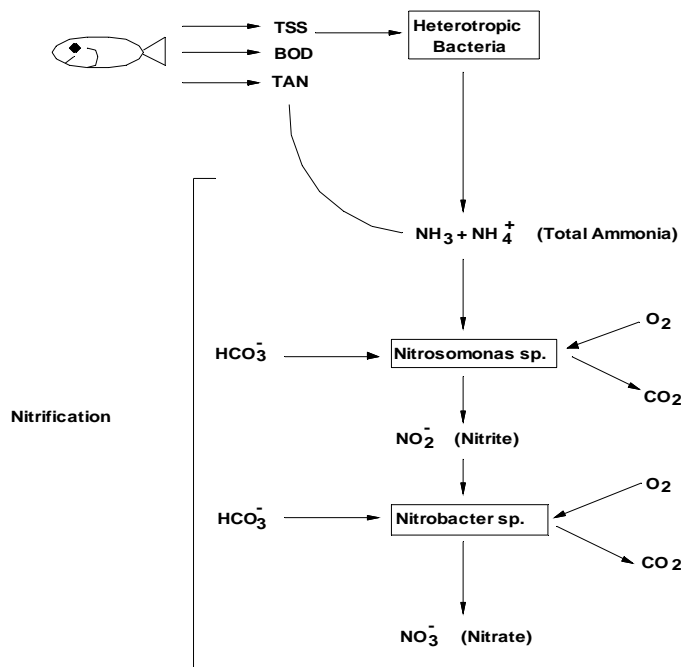 TSS
Heterotropic
Bacteria
BOD
TAN
NH₃ + NH₄⁺ (Total Ammonia)
O₂
HCO₃⁻
Nitrosomonas sp.
CO₂
Nitrification
NO₂⁻ (Nitrite)
O₂
HCO₃⁻
Nitrobacter sp.
CO₂
NO₃⁻ (Nitrate)